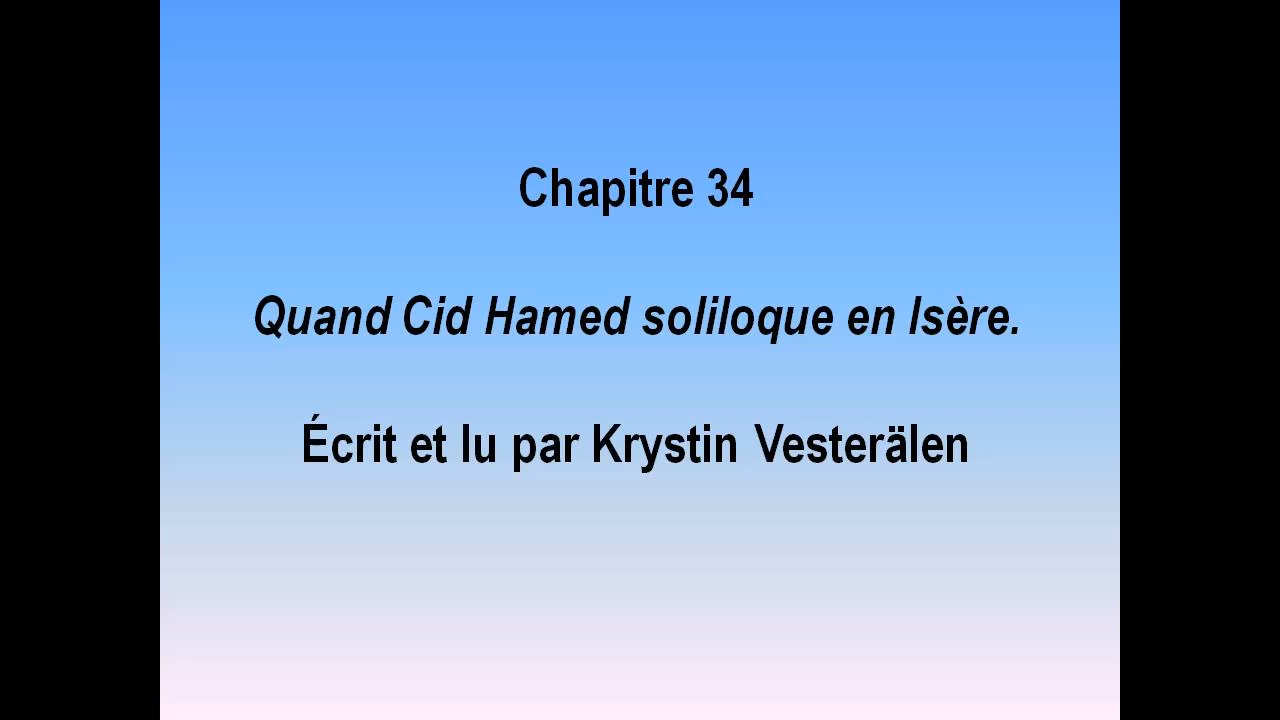 Chapitre 34
Quand Cid Hamed soliloque en Isère.
Écrit et lu par Krystin Vesterälen